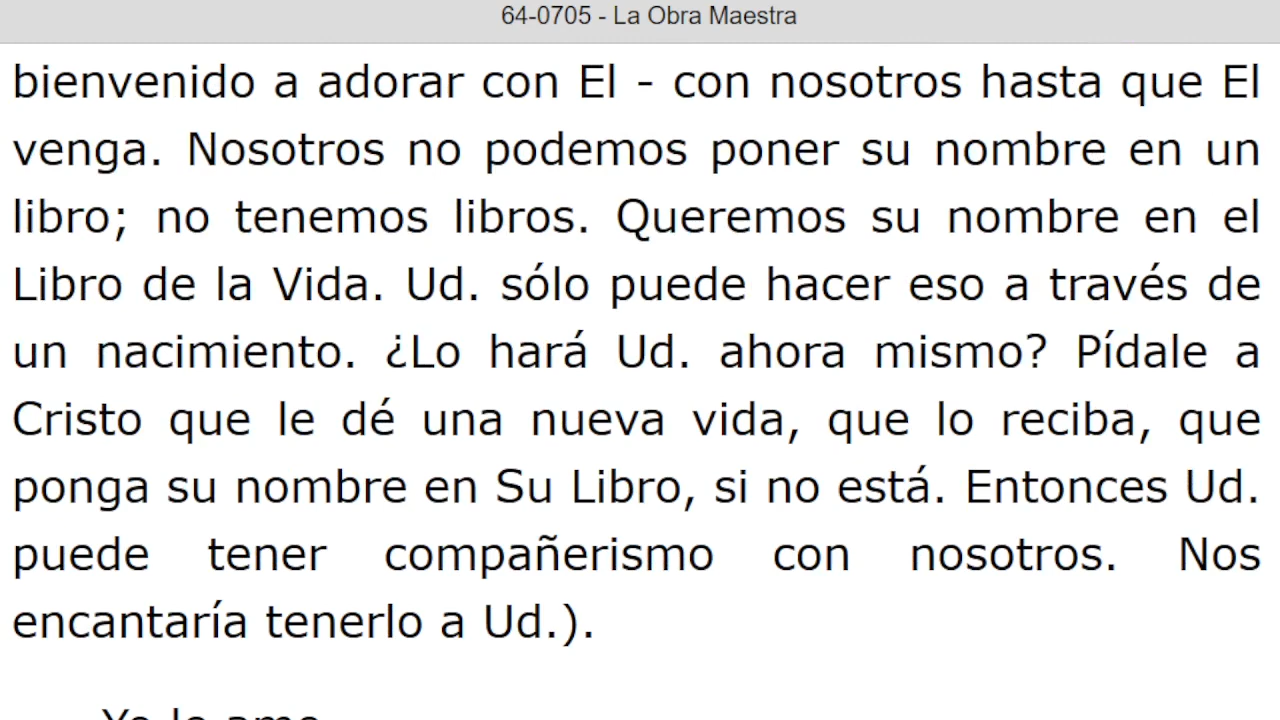 64-0705 - La Obra Maestra
bienvenido a adorar con El - con nosotros hasta que El
venga. Nosotros no podemos poner su nombre en un
libro; no tenemos libros. Queremos su nombre en el
Libro de la Vida. Ud. sólo puede hacer eso a través de
un nacimiento. ¿Lo hará Ud. ahora mismo? Pídale a
Cristo que le dé una nueva vida, que lo reciba, que
ponga su nombre en Su Libro, si no está. Entonces Ud.
puede tener compañerismo con nosotros. Nos
encantaría tenerlo a Ud.).
Yo lo amo